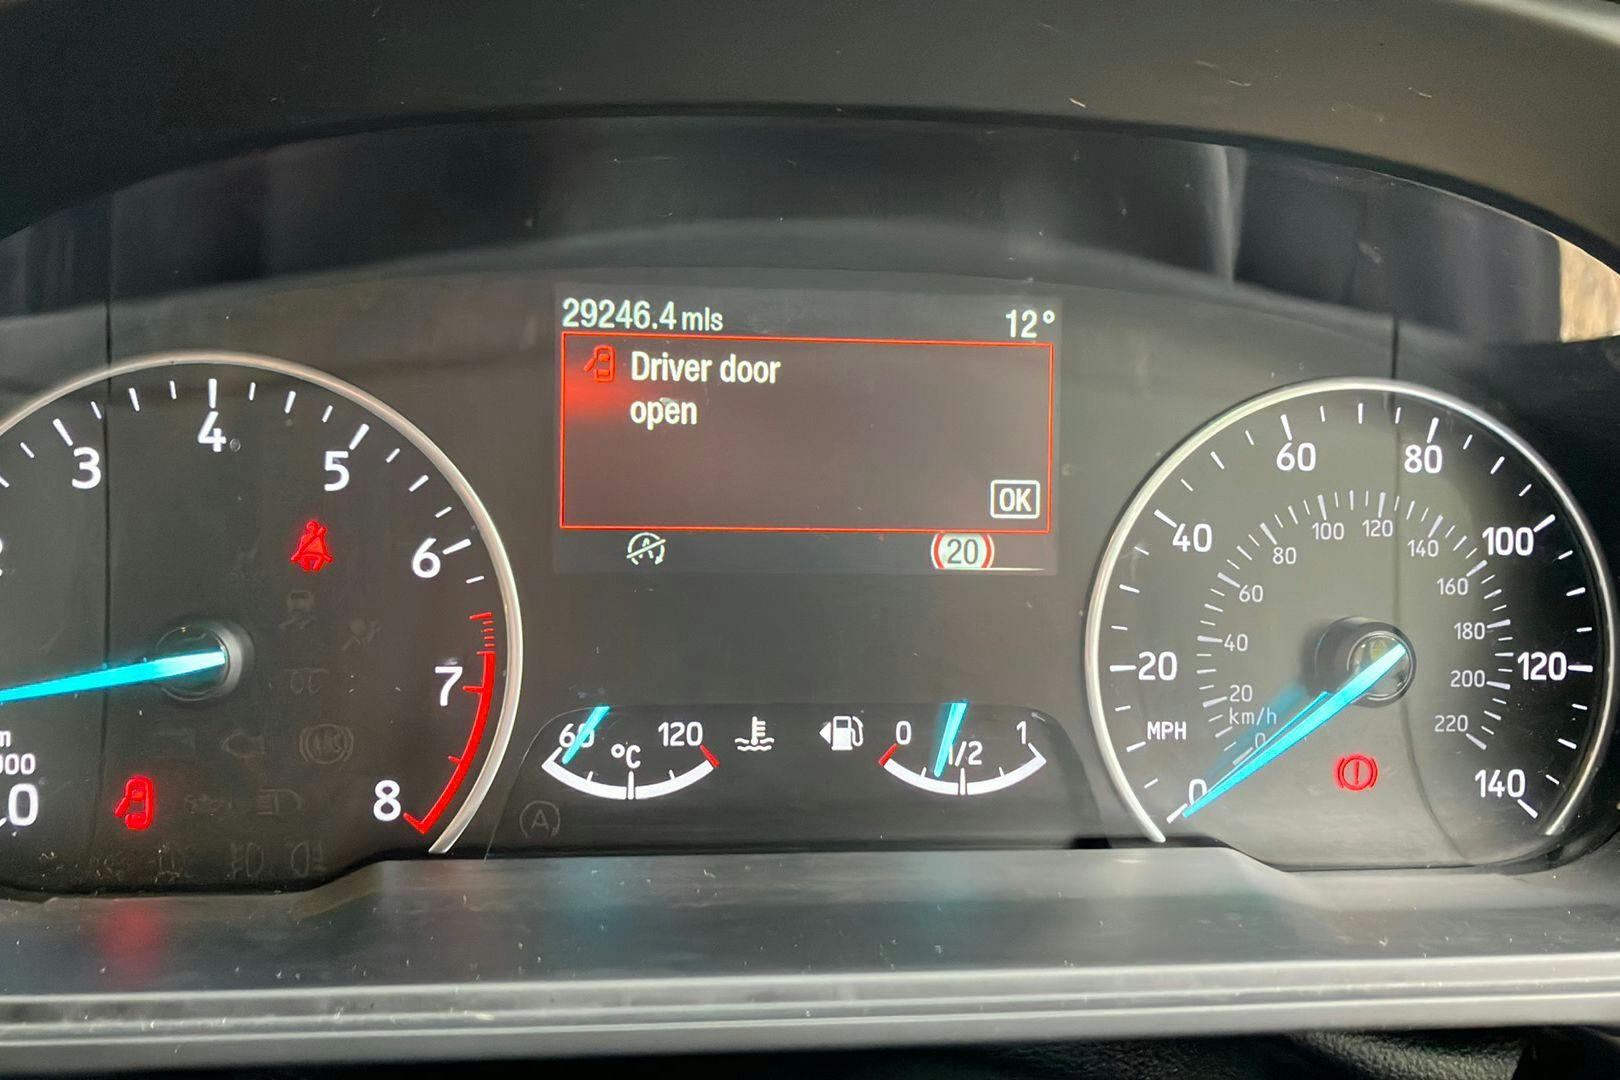 29246.4 mls 12°
Driver door
open
OK
A 20
3 4 5 6 7 8
0
60 °C 120
0 1/2 1
A
0 20 40 60 80 100 120 140
MPH
km/h
0 20 40 60 80 100 120 140 160 180 200 220